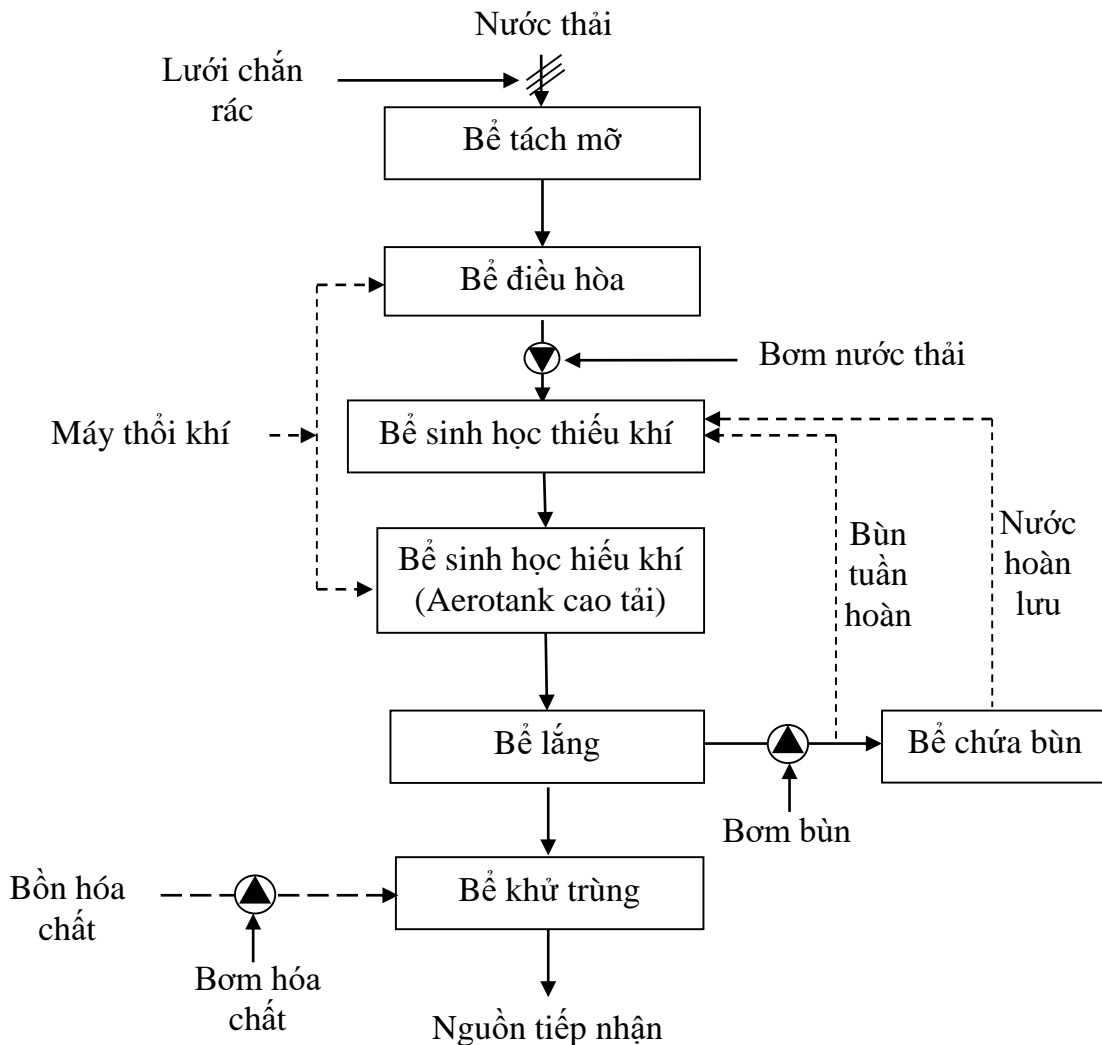 Nước thải
Lưới chắn
rác
Bể tách mỡ
Bể điều hòa
Bơm nước thải
Máy thổi khí
Bể sinh học thiếu khí
Bể sinh học hiếu khí
(Aerotank cao tải)
Bùn
tuần
hoàn
Nước
hoàn
lưu
Bể lắng
Bể chứa bùn
Bơm bùn
Bồn hóa
chất
Bể khử trùng
Bơm hóa
chất
Nguồn tiếp nhận